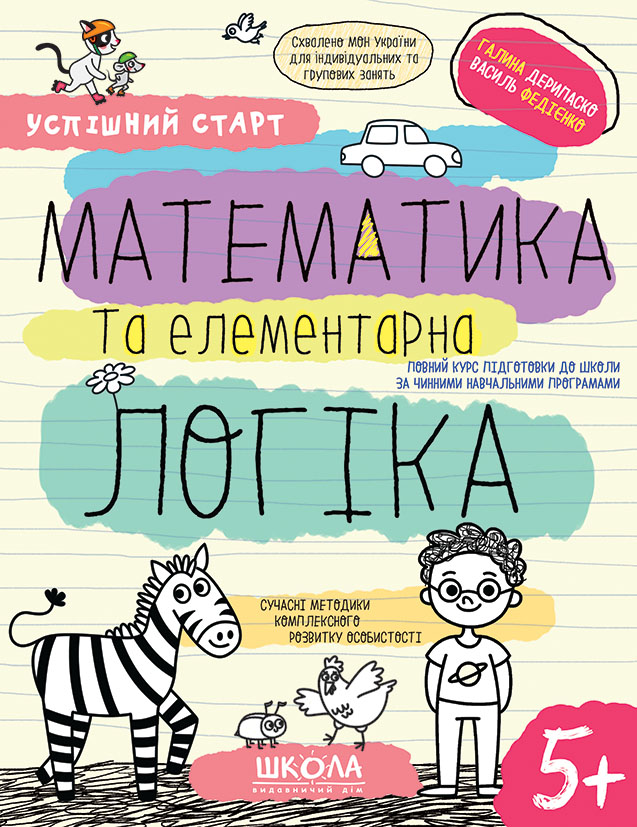 Схвалено МОН України
для індивідуальних та
групових занять
ГАЛИНА ДЕРИПАСКО
ВАСИЛЬ ФЕДІЄНКО
УСПІШНИЙ СТАРТ
МАТЕМАТИКА
та елементарна
ПОВНИЙ КУРС ПІДГОТОВКИ ДО ШКОЛИ
ЗА ЧИННИМИ НАВЧАЛЬНИМИ ПРОГРАМАМИ
ЛОГІКА
СУЧАСНІ МЕТОДИКИ
КОМПЛЕКСНОГО
РОЗВИТКУ ОСОБИСТОСТІ
5+
ШКОЛА
видавничий дім